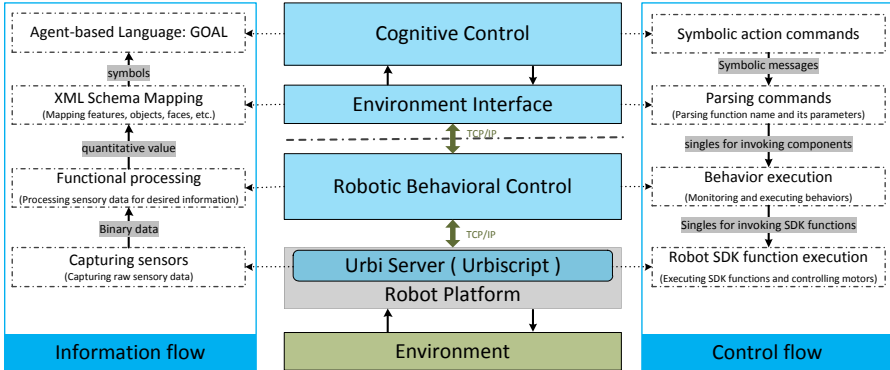 Agent-based Language: GOAL
symbols
XML Schema Mapping
(Mapping features, objects, faces, etc.)
quantitative value
Functional processing
(Processing sensory data for desired information)
Binary data
Capturing sensors
(Capturing raw sensory data)
Information flow
Cognitive Control
Environment Interface
TCP/IP
Robotic Behavioral Control
TCP/IP
Urbi Server ( Urbiscript )
Robot Platform
Environment
Symbolic action commands
Symbolic messages
Parsing commands
(Parsing function name and its parameters)
singles for invoking components
Behavior execution
(Monitoring and executing behaviors)
Singles for invoking SDK functions
Robot SDK function execution
(Executing SDK functions and controlling motors)
Control flow